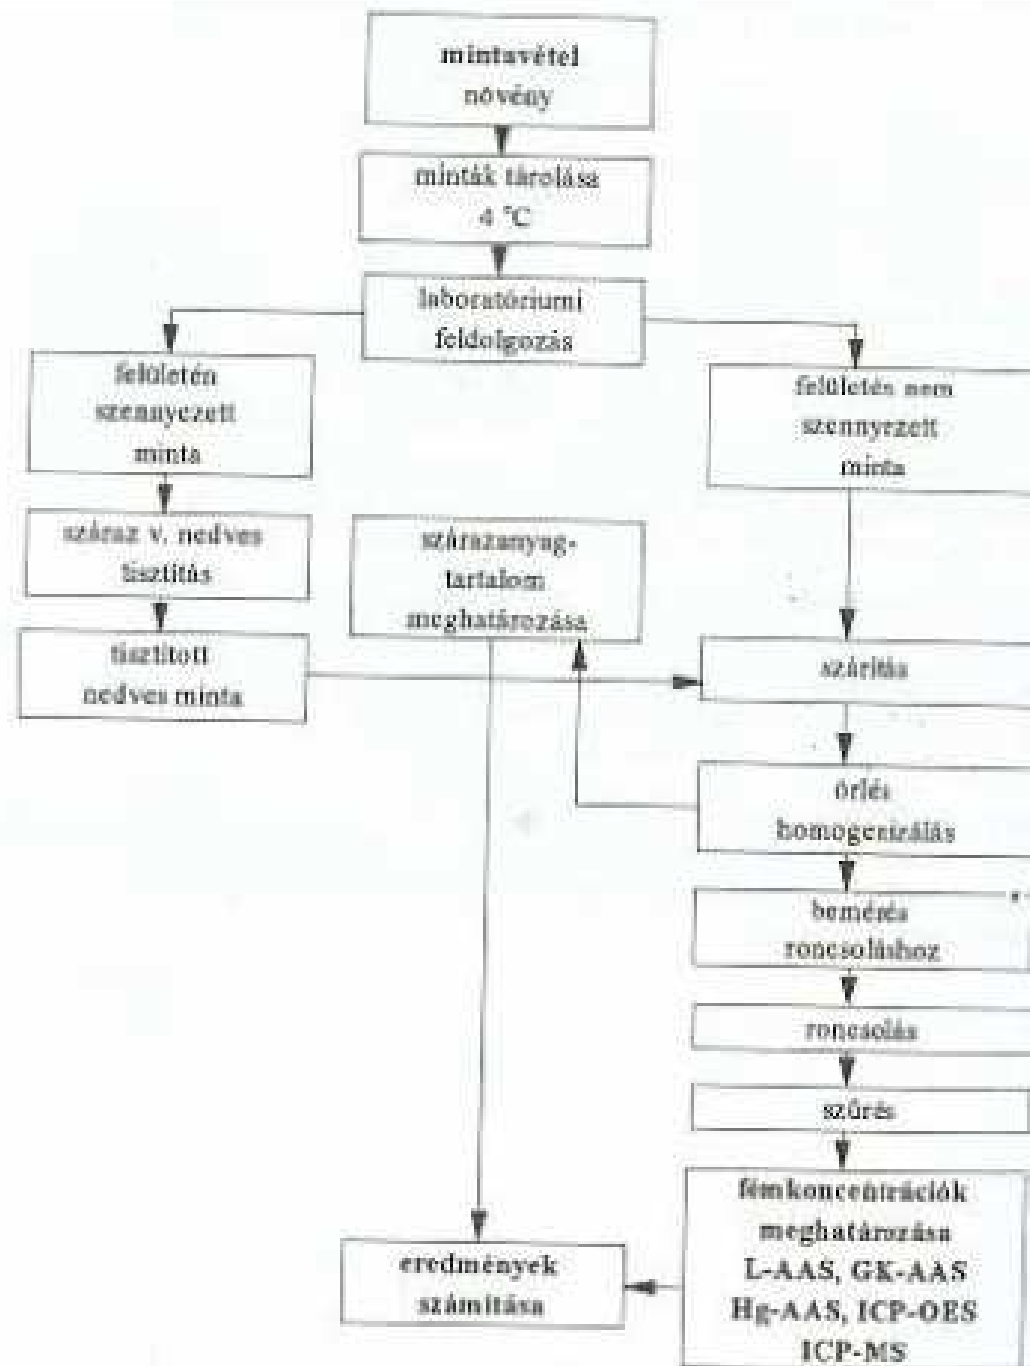 mintavétel
növény
minták tárolása
4 °C
laboratóriumi
feldolgozás
felületén
szennyezett
minta
felületés nem
szennyezett
minta
száraz v. nedves
tisztítás
szárazanyag-
tartalom
meghatározása
tisztított
nedves minta
szárítás
őrlés
homogenizálás
bemérés
roncsoláshoz
roncsolás
szűrés
fémkoncentrációk
meghatározása
L-AAS, GK-AAS
Hg-AAS, ICP-OES
ICP-MS
eredmények
számítása